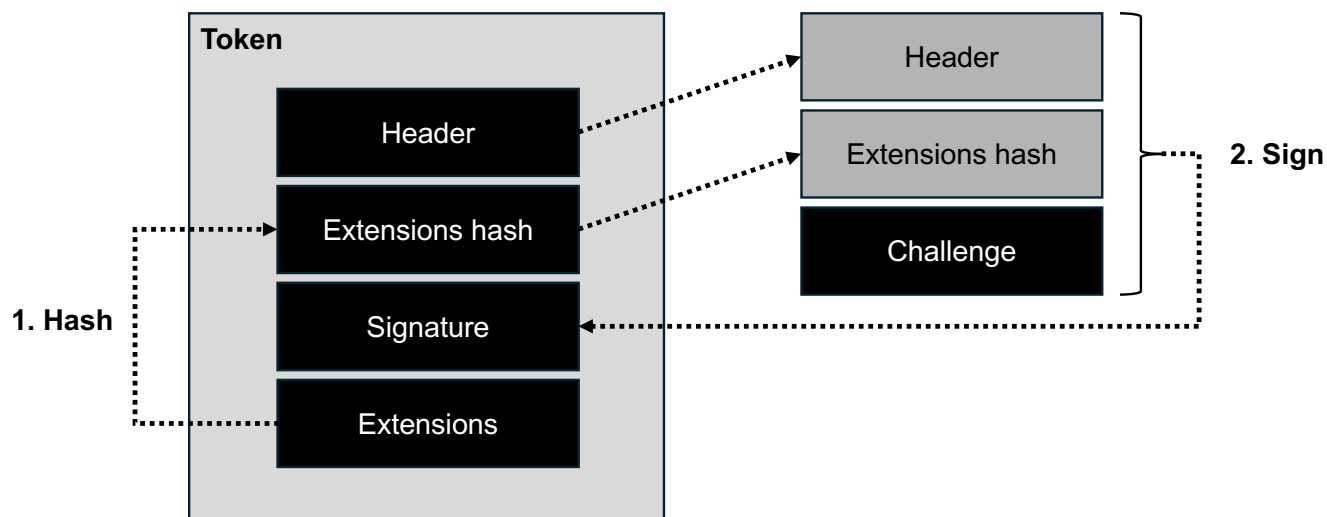 Token
Header
Extensions hash
Signature
Extensions
1. Hash
Header
Extensions hash
Challenge
2. Sign